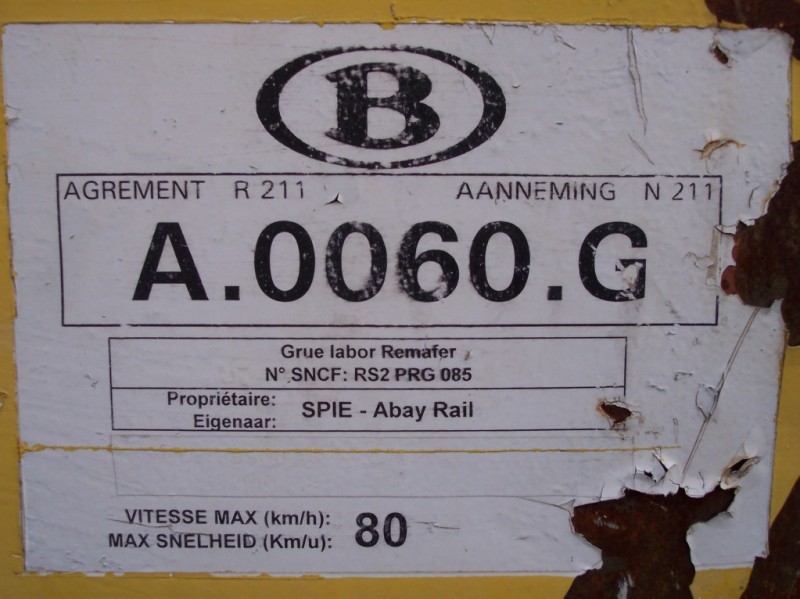 B
AGREMENT R 211 AANNEMING N 211
A.0060.G
Grue labor Remafer
N° SNCF: RS2 PRG 085
Propriétaire:
Eigenaar: SPIE - Abay Rail
VITESSE MAX (km/h):
MAX SNELHEID (Km/u): 80